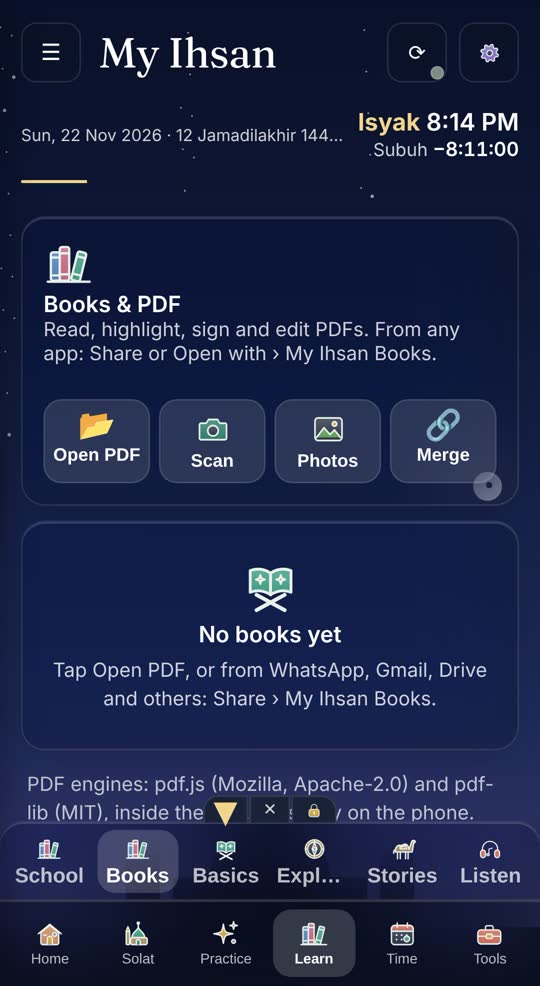 My Ihsan
Sun, 22 Nov 2026 · 12 Jamadilakhir 144...
Isyak 8:14 PM
Subuh −8:11:00
Books & PDF
Read, highlight, sign and edit PDFs. From any
app: Share or Open with › My Ihsan Books.
Open PDF
Scan
Photos
Merge
No books yet
Tap Open PDF, or from WhatsApp, Gmail, Drive
and others: Share › My Ihsan Books.
PDF engines: pdf.js (Mozilla, Apache-2.0) and pdf-
lib (MIT), inside the on the phone.
School
Books
Basics
Expl...
Stories
Listen
Home
Solat
Practice
Learn
Time
Tools